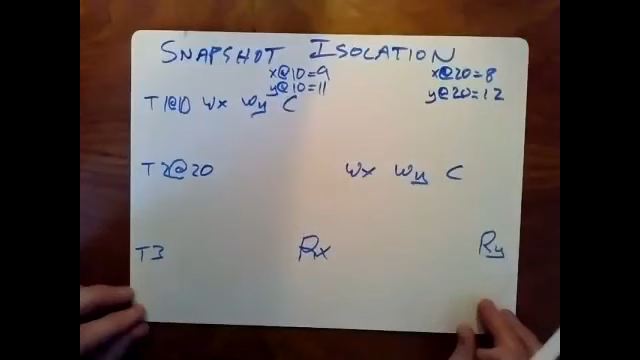 SNAPSHOT ISOLATION
x@10=9 x@20=8
y@10=11 y@20=12
T1@10 Wx Wy C
T2@20 Wx Wy C
T3 Rx Ry